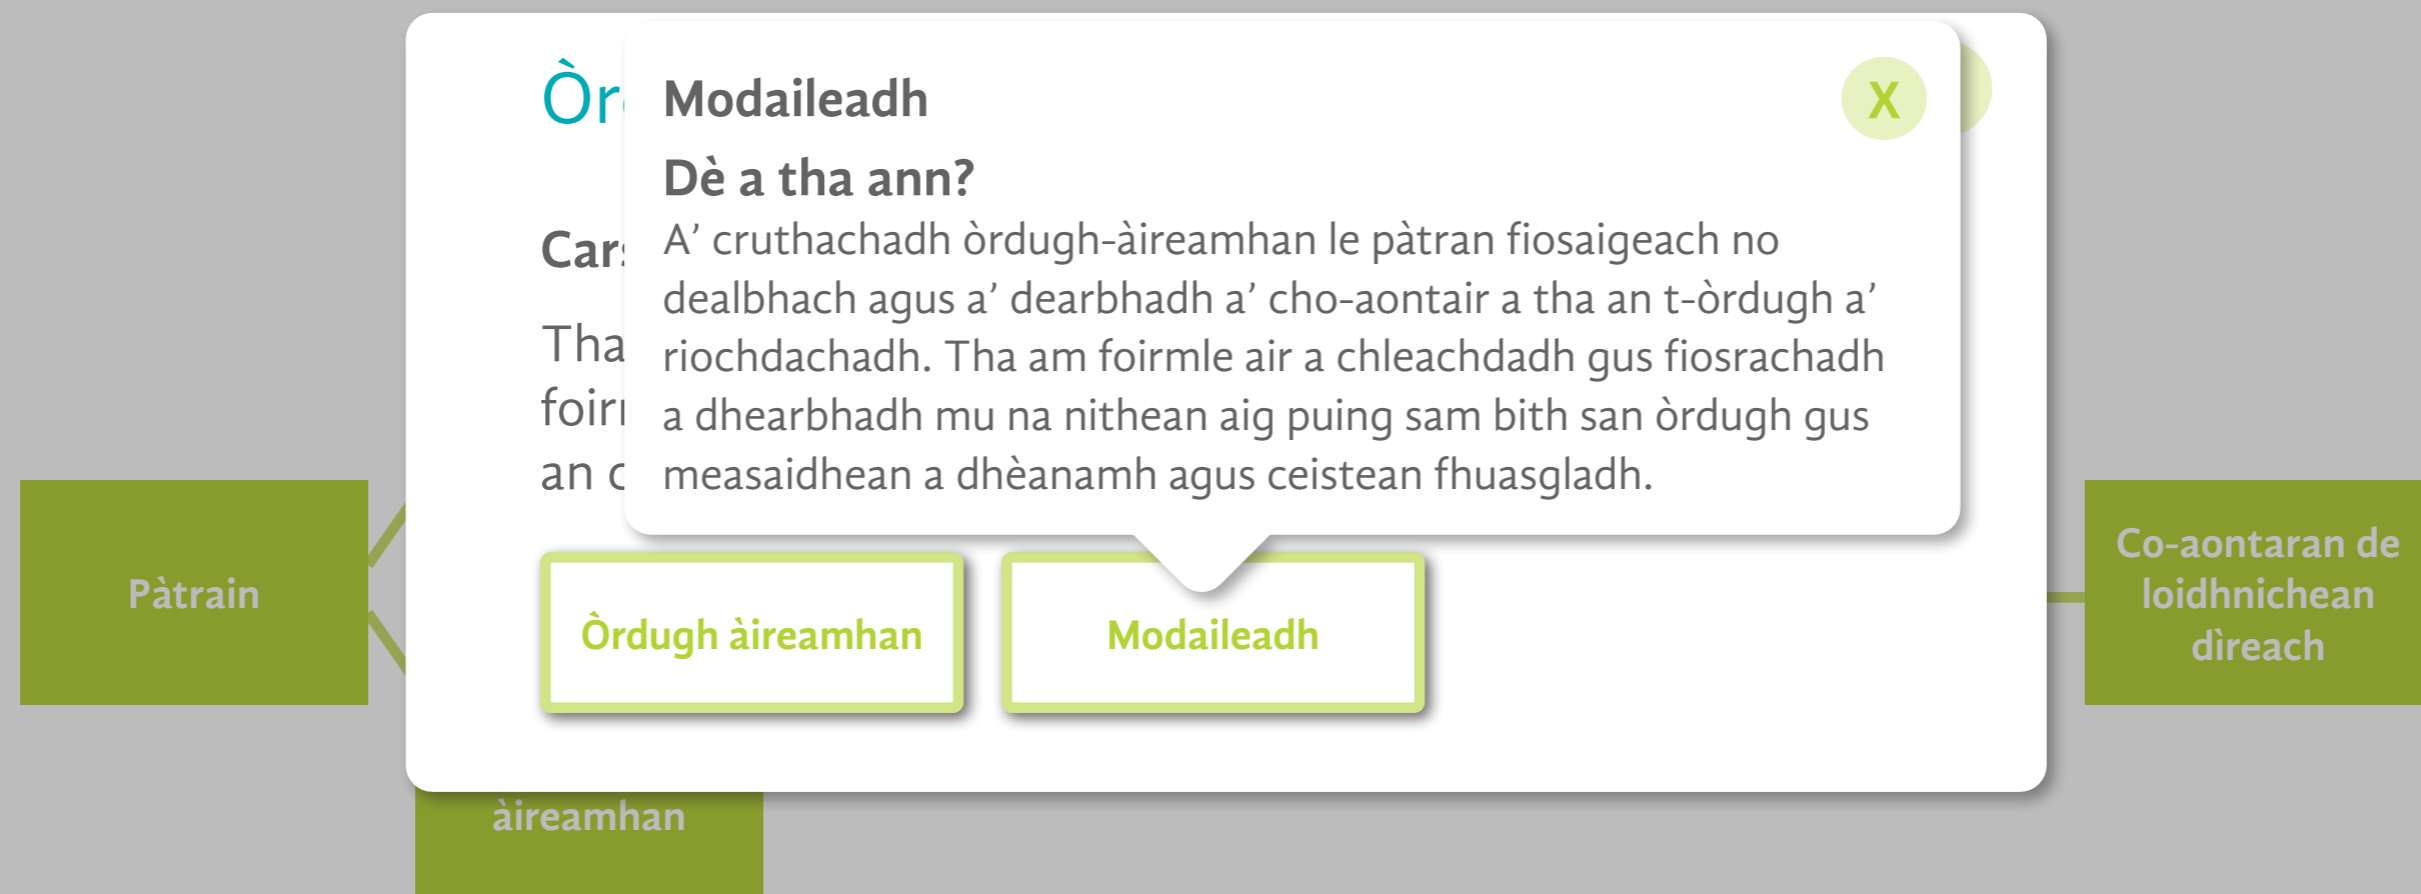 Modaileadh
X
Dè a tha ann?
A’ cruthachadh òrdugh-àireamhan le pàtran fiosaigeach no
dealbhach agus a’ dearbhadh a’ cho-aontair a tha an t-òrdugh a’
riochdachadh. Tha am foirmle air a chleachdadh gus fiosrachadh
a dhearbhadh mu na nithean aig puing sam bith san òrdugh gus
measaidhean a dhèanamh agus ceistean fhuasgladh.
Tha
an
Òrdugh àireamhan
Modaileadh
Pàtrain
Co-aontaran de
loidhnichean
dìreach
àireamhan